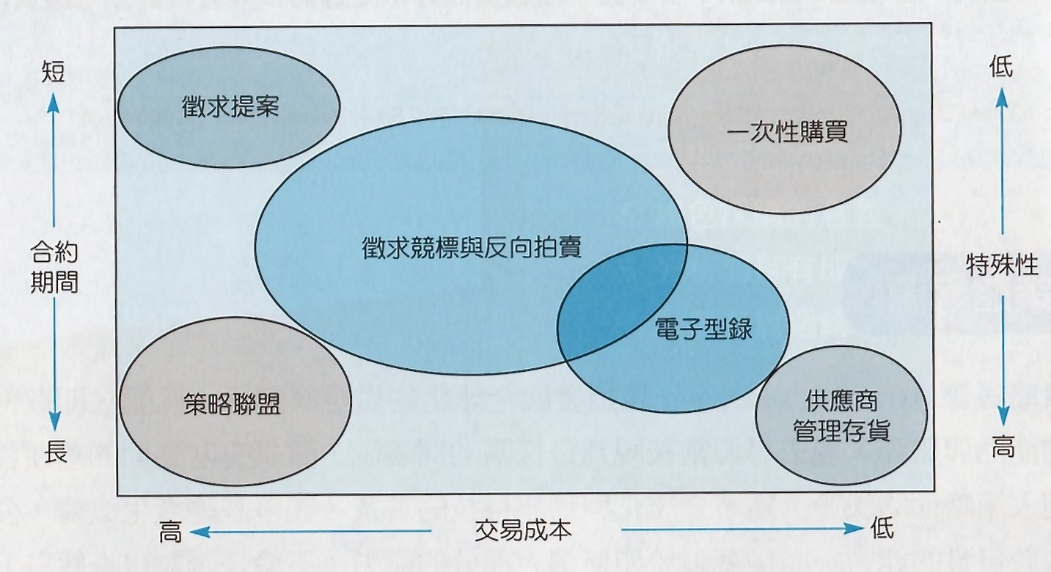 短
低
徵求提案
一次性購買
合約
期間
徵求競標與反向拍賣
特殊性
電子型錄
策略聯盟
供應商
管理存貨
長
高
高
交易成本
低